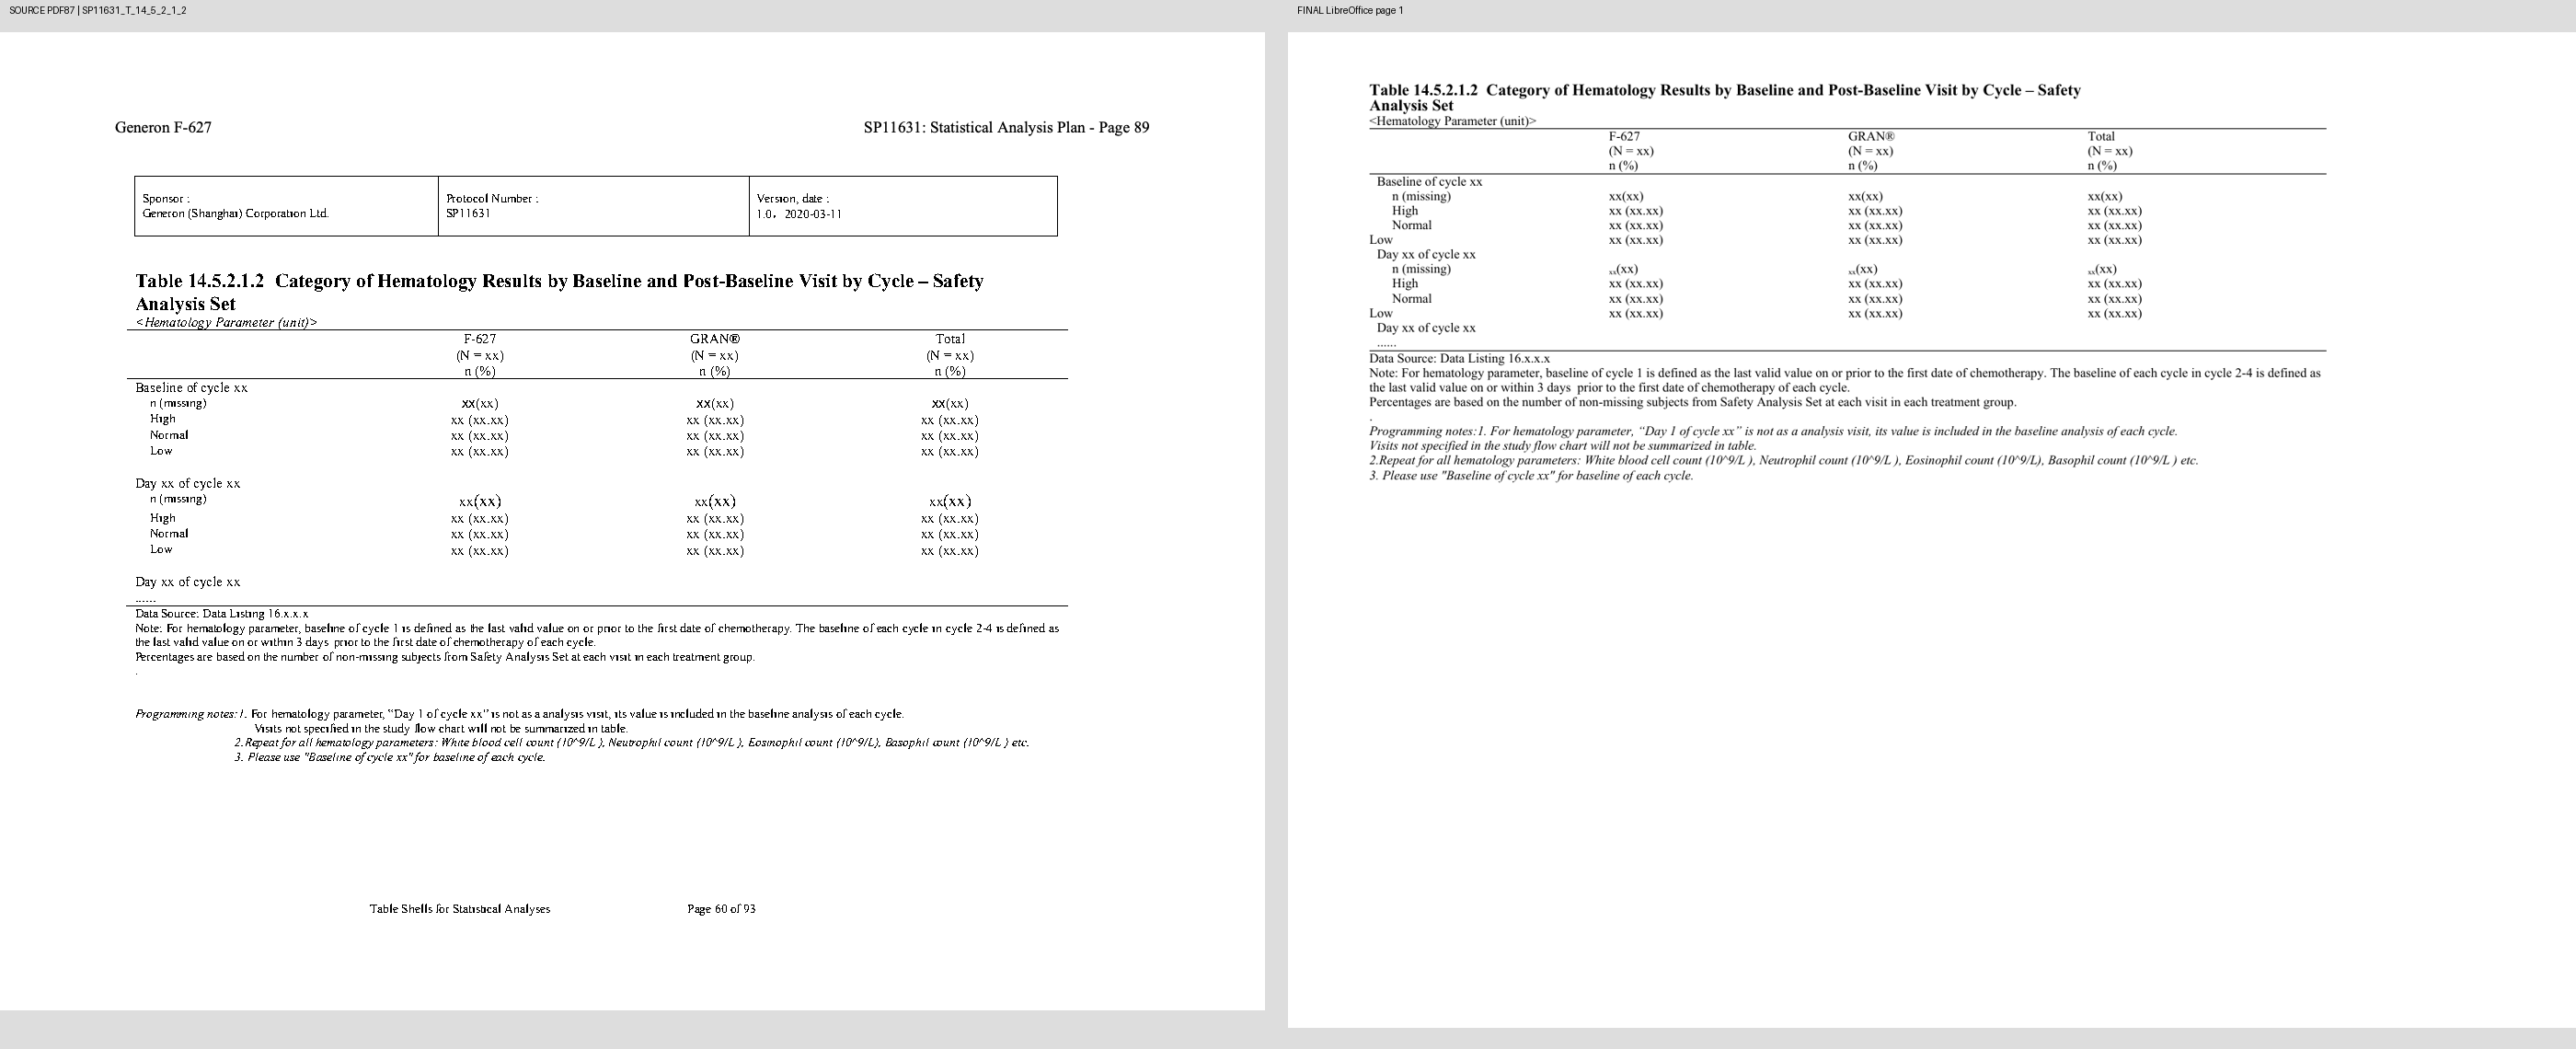 SOURCE PDF87 | SP11631_T_14_5_2_1_2
Generon F-627 SP11631: Statistical Analysis Plan - Page 89
Sponsor : Protocol Number : Version, date :
Generon (Shanghai) Corporation Ltd. SP11631 1.0，2020-03-11
Table 14.5.2.1.2 Category of Hematology Results by Baseline and Post-Baseline Visit by Cycle – Safety
Analysis Set
<Hematology Parameter (unit)>
F-627 GRAN® Total
(N = xx) (N = xx) (N = xx)
n (%) n (%) n (%)
Baseline of cycle xx
n (missing) xx(xx) xx(xx) xx(xx)
High xx (xx.xx) xx (xx.xx) xx (xx.xx)
Normal xx (xx.xx) xx (xx.xx) xx (xx.xx)
Low xx (xx.xx) xx (xx.xx) xx (xx.xx)
Day xx of cycle xx
n (missing) xx(xx) xx(xx) xx(xx)
High xx (xx.xx) xx (xx.xx) xx (xx.xx)
Normal xx (xx.xx) xx (xx.xx) xx (xx.xx)
Low xx (xx.xx) xx (xx.xx) xx (xx.xx)
Day xx of cycle xx
......
Data Source: Data Listing 16.x.x.x
Note: For hematology parameter, baseline of cycle 1 is defined as the last valid value on or prior to the first date of chemotherapy. The baseline of each cycle in cycle 2-4 is defined as
the last valid value on or within 3 days prior to the first date of chemotherapy of each cycle.
Percentages are based on the number of non-missing subjects from Safety Analysis Set at each visit in each treatment group.
.
Programming notes:1. For hematology parameter, “Day 1 of cycle xx” is not as a analysis visit, its value is included in the baseline analysis of each cycle.
Visits not specified in the study flow chart will not be summarized in table.
2.Repeat for all hematology parameters: White blood cell count (10^9/L ), Neutrophil count (10^9/L ), Eosinophil count (10^9/L), Basophil count (10^9/L ) etc.
3. Please use "Baseline of cycle xx" for baseline of each cycle.
Table Shells for Statistical Analyses Page 60 of 93
FINAL LibreOffice page 1
Table 14.5.2.1.2 Category of Hematology Results by Baseline and Post-Baseline Visit by Cycle – Safety
Analysis Set
<Hematology Parameter (unit)>
F-627 GRAN® Total
(N = xx) (N = xx) (N = xx)
n (%) n (%) n (%)
Baseline of cycle xx
n (missing) xx(xx) xx(xx) xx(xx)
High xx (xx.xx) xx (xx.xx) xx (xx.xx)
Normal xx (xx.xx) xx (xx.xx) xx (xx.xx)
Low xx (xx.xx) xx (xx.xx) xx (xx.xx)
Day xx of cycle xx
n (missing) xx(xx) xx(xx) xx(xx)
High xx (xx.xx) xx (xx.xx) xx (xx.xx)
Normal xx (xx.xx) xx (xx.xx) xx (xx.xx)
Low xx (xx.xx) xx (xx.xx) xx (xx.xx)
Day xx of cycle xx
......
Data Source: Data Listing 16.x.x.x
Note: For hematology parameter, baseline of cycle 1 is defined as the last valid value on or prior to the first date of chemotherapy. The baseline of each cycle in cycle 2-4 is defined as
the last valid value on or within 3 days prior to the first date of chemotherapy of each cycle.
Percentages are based on the number of non-missing subjects from Safety Analysis Set at each visit in each treatment group.
.
Programming notes:1. For hematology parameter, “Day 1 of cycle xx” is not as a analysis visit, its value is included in the baseline analysis of each cycle.
Visits not specified in the study flow chart will not be summarized in table.
2.Repeat for all hematology parameters: White blood cell count (10^9/L ), Neutrophil count (10^9/L ), Eosinophil count (10^9/L), Basophil count (10^9/L ) etc.
3. Please use "Baseline of cycle xx" for baseline of each cycle.